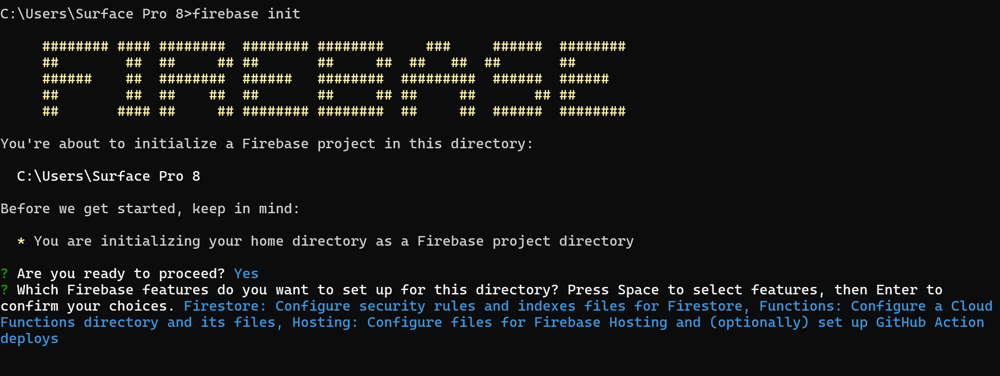 C:\Users\Surface Pro 8>firebase init
######## #### ########  ######## ########     ###     ######  ########
##        ##  ##     ## ##       ##     ##  ##   ##  ##       ##
######    ##  ########  ######   ########  #########  ######  ######
##        ##  ##    ##  ##       ##     ## ##     ##       ## ##
##       #### ##     ## ######## ########  ##     ##  ######  ########
You're about to initialize a Firebase project in this directory:
C:\Users\Surface Pro 8
Before we get started, keep in mind:
* You are initializing your home directory as a Firebase project directory
? Are you ready to proceed? Yes
? Which Firebase features do you want to set up for this directory? Press Space to select features, then Enter to
confirm your choices. Firestore: Configure security rules and indexes files for Firestore, Functions: Configure a Cloud
Functions directory and its files, Hosting: Configure files for Firebase Hosting and (optionally) set up GitHub Action
deploys